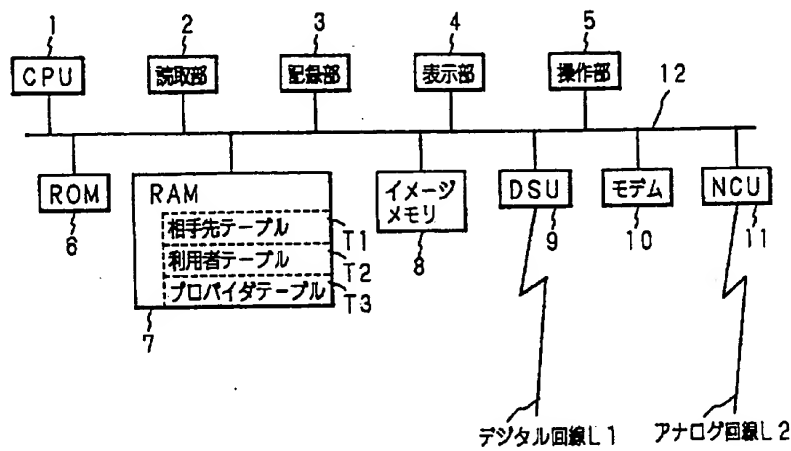 1
2
3
4
5
CPU
読取部
記録部
表示部
操作部
12
ROM
RAM
イメージ
メモリ
DSU
モデム
NCU
相手先テーブル
利用者テーブル
プロバイダテーブル
T1
T2
T3
6
7
8
9
10
11
デジタル回線L1
アナログ回線L2